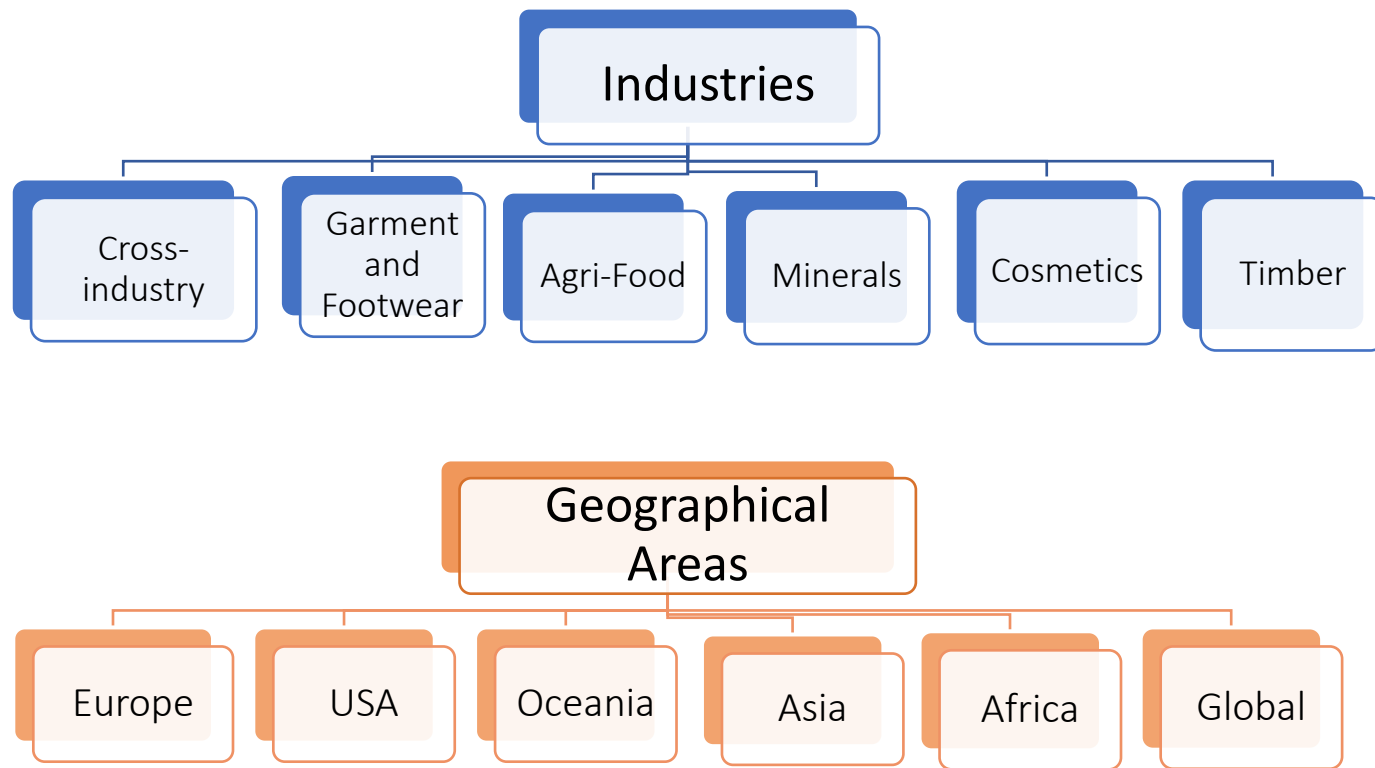 Industries
Cross-
industry
Garment
and
Footwear
Agri-Food
Minerals
Cosmetics
Timber
Geographical
Areas
Europe
USA
Oceania
Asia
Africa
Global